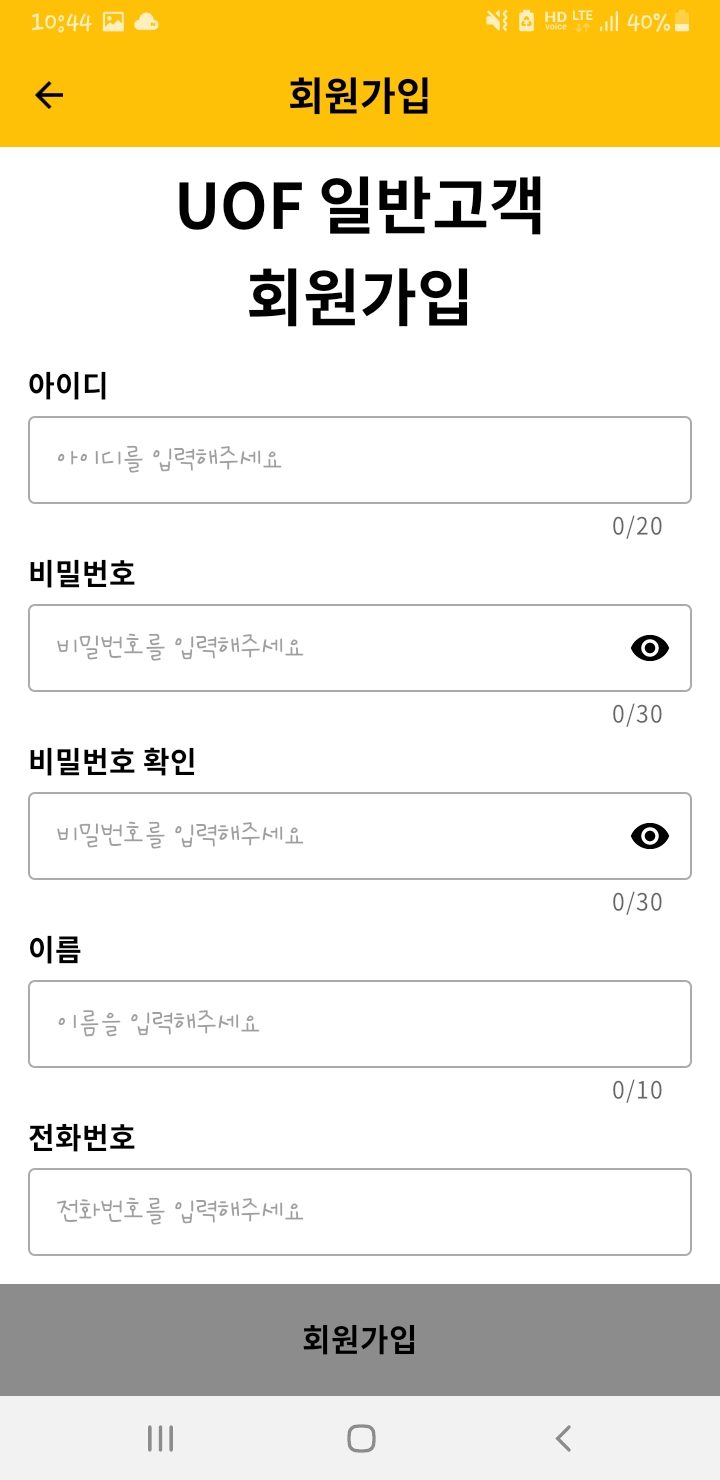 10:44
HD voice LTE 40%
회원가입
UOF 일반고객
회원가입
아이디
아이디를 입력해주세요
0/20
비밀번호
비밀번호를 입력해주세요
0/30
비밀번호 확인
비밀번호를 입력해주세요
0/30
이름
이름을 입력해주세요
0/10
전화번호
전화번호를 입력해주세요
회원가입